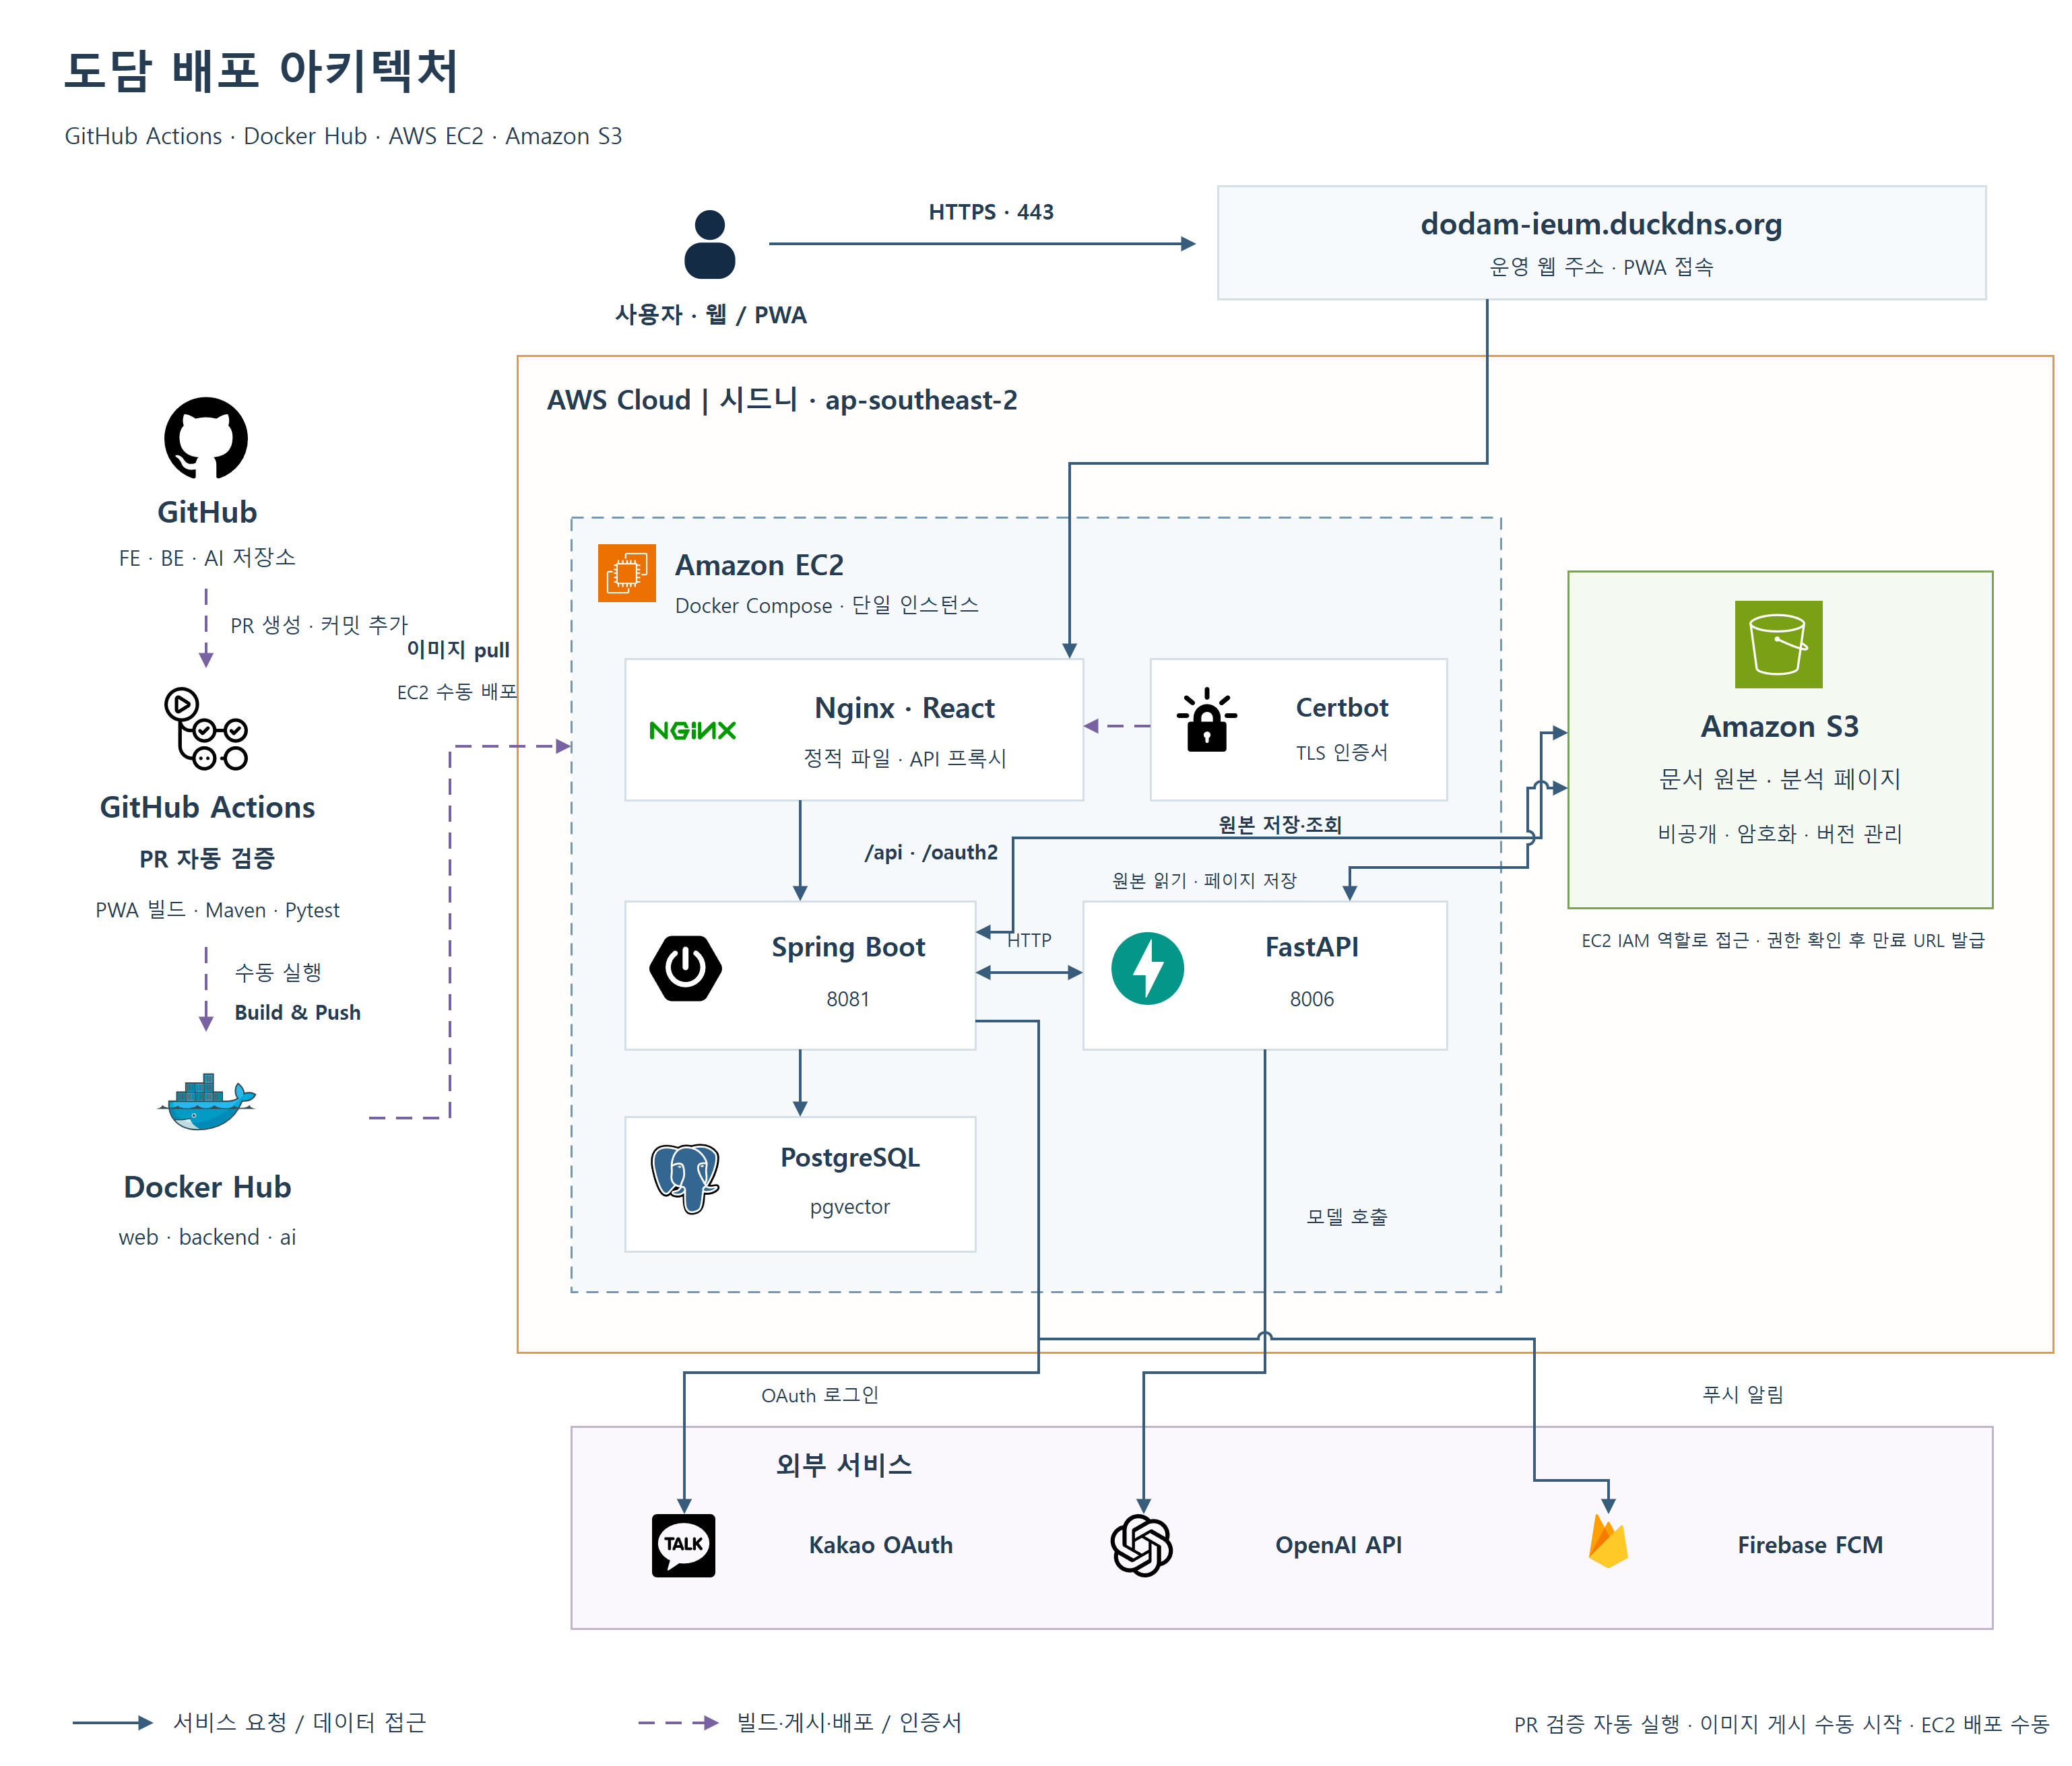 도담 배포 아키텍처
GitHub Actions · Docker Hub · AWS EC2 · Amazon S3
HTTPS · 443
사용자 · 웹 / PWA
dodam-ieum.duckdns.org
운영 웹 주소 · PWA 접속
AWS Cloud | 시드니 · ap-southeast-2
GitHub
FE · BE · AI 저장소
PR 생성 · 커밋 추가
이미지 pull
EC2 수동 배포
GitHub Actions
PR 자동 검증
PWA 빌드 · Maven · Pytest
수동 실행
Build & Push
Docker Hub
web · backend · ai
Amazon EC2
Docker Compose · 단일 인스턴스
NGINX
Nginx · React
정적 파일 · API 프록시
Certbot
TLS 인증서
원본 저장·조회
/api · /oauth2
원본 읽기 · 페이지 저장
Spring Boot
8081
HTTP
FastAPI
8006
PostgreSQL
pgvector
모델 호출
Amazon S3
문서 원본 · 분석 페이지
비공개 · 암호화 · 버전 관리
EC2 IAM 역할로 접근 · 권한 확인 후 만료 URL 발급
OAuth 로그인
푸시 알림
외부 서비스
TALK
Kakao OAuth
OpenAI API
Firebase FCM
서비스 요청 / 데이터 접근
빌드·게시·배포 / 인증서
PR 검증 자동 실행 · 이미지 게시 수동 시작 · EC2 배포 수동